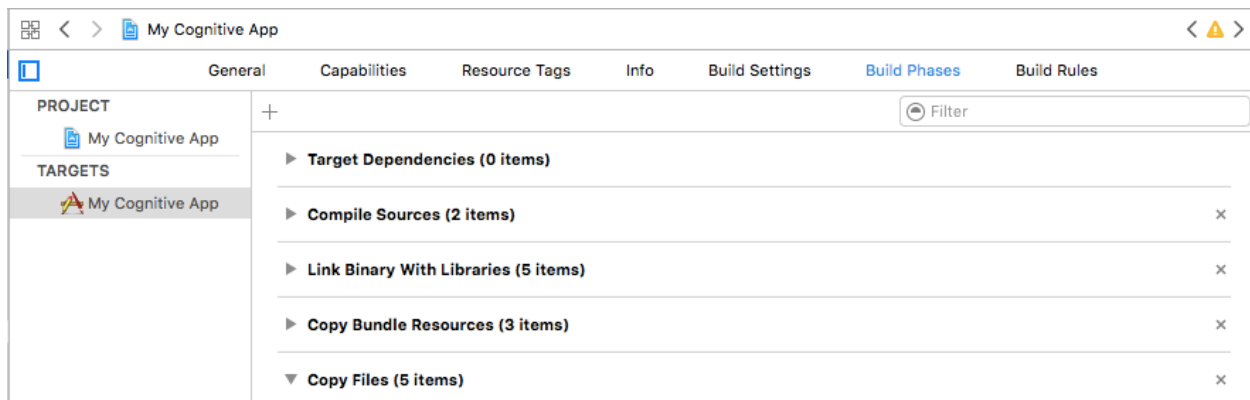 My Cognitive App
General Capabilities Resource Tags Info Build Settings Build Phases Build Rules
PROJECT
My Cognitive App
TARGETS
My Cognitive App
Filter
Target Dependencies (0 items)
Compile Sources (2 items)
Link Binary With Libraries (5 items)
Copy Bundle Resources (3 items)
Copy Files (5 items)